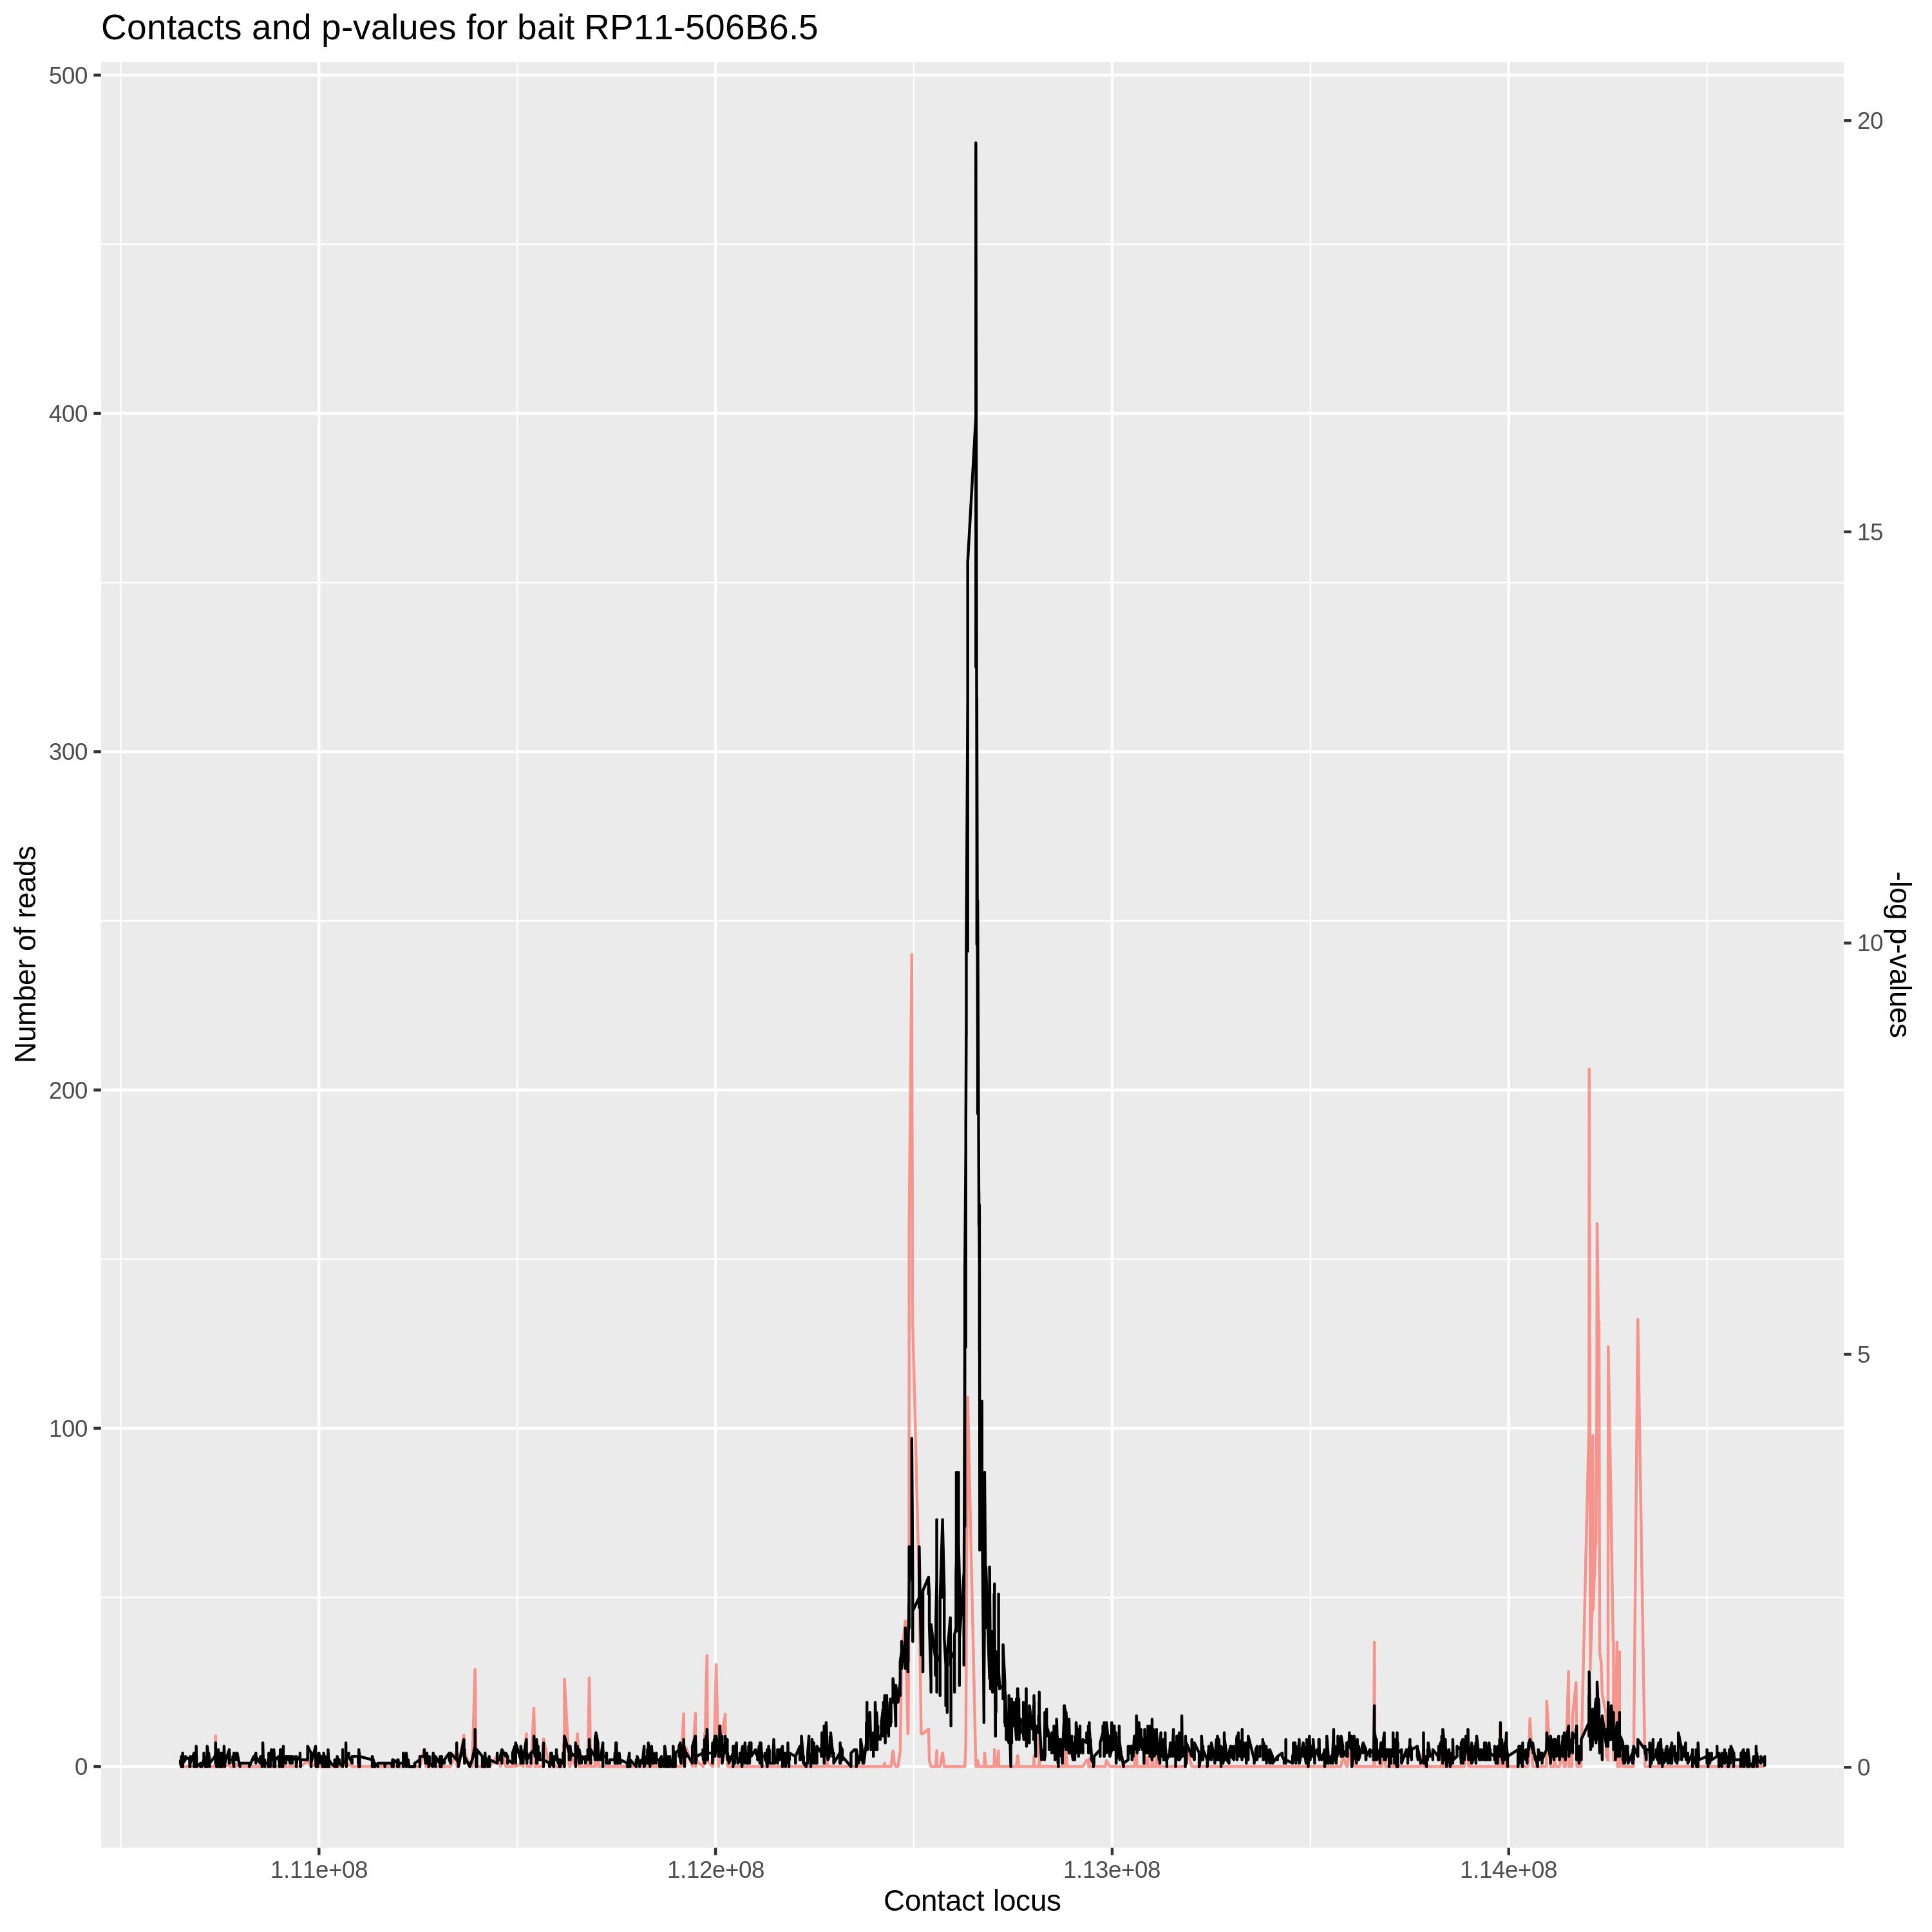 Contacts and p-values for bait RP11-506B6.5
500
400
300
200
100
0
Number of reads
20
15
10
5
0
-log p-values
1.11e+08 1.12e+08 1.13e+08 1.14e+08
Contact locus